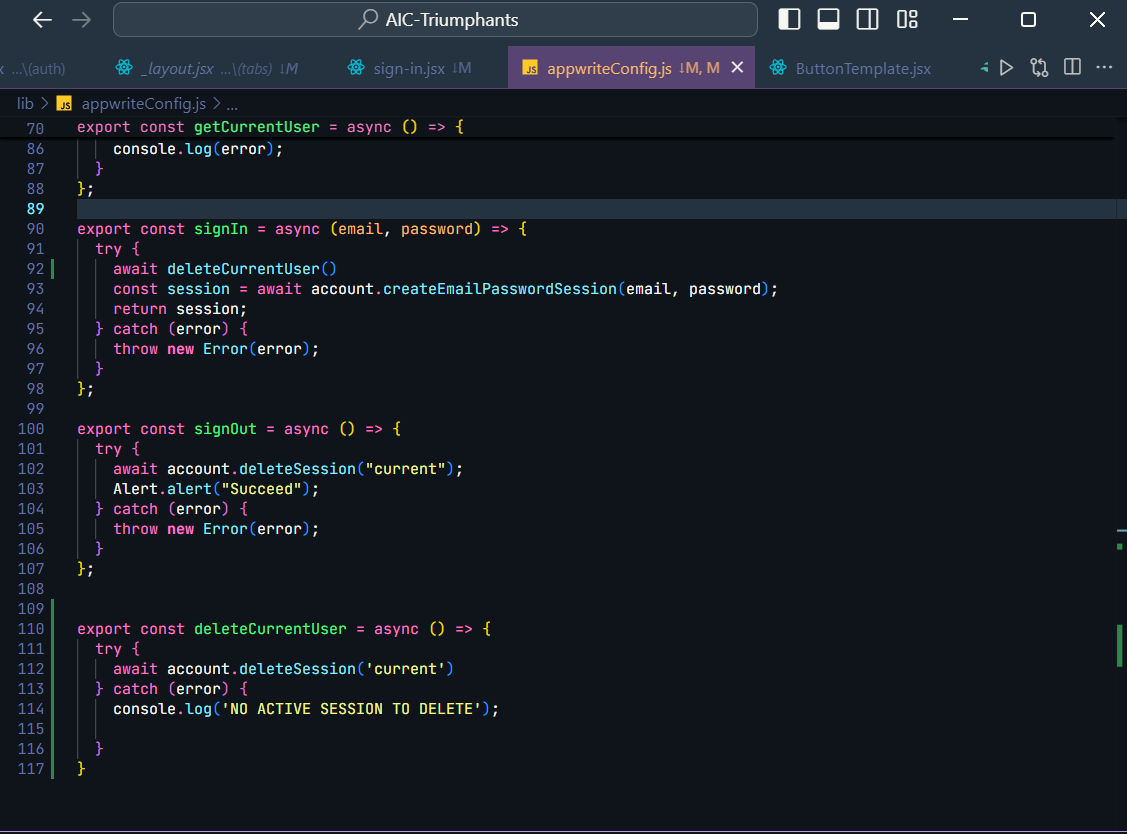 AIC-Triumphants
x ...\(auth)
_layout.jsx ...\(tabs) ↓M
sign-in.jsx ↓M
JS appwriteConfig.js ↓M, M
ButtonTemplate.jsx
lib > JS appwriteConfig.js > ...
70 export const getCurrentUser = async () => {
86 console.log(error);
87 }
88 };
89
90 export const signIn = async (email, password) => {
91 try {
92 await deleteCurrentUser()
93 const session = await account.createEmailPasswordSession(email, password);
94 return session;
95 } catch (error) {
96 throw new Error(error);
97 }
98 };
99
100 export const signOut = async () => {
101 try {
102 await account.deleteSession("current");
103 Alert.alert("Succeed");
104 } catch (error) {
105 throw new Error(error);
106 }
107 };
108
109
110 export const deleteCurrentUser = async () => {
111 try {
112 await account.deleteSession('current')
113 } catch (error) {
114 console.log('NO ACTIVE SESSION TO DELETE');
115
116 }
117 }